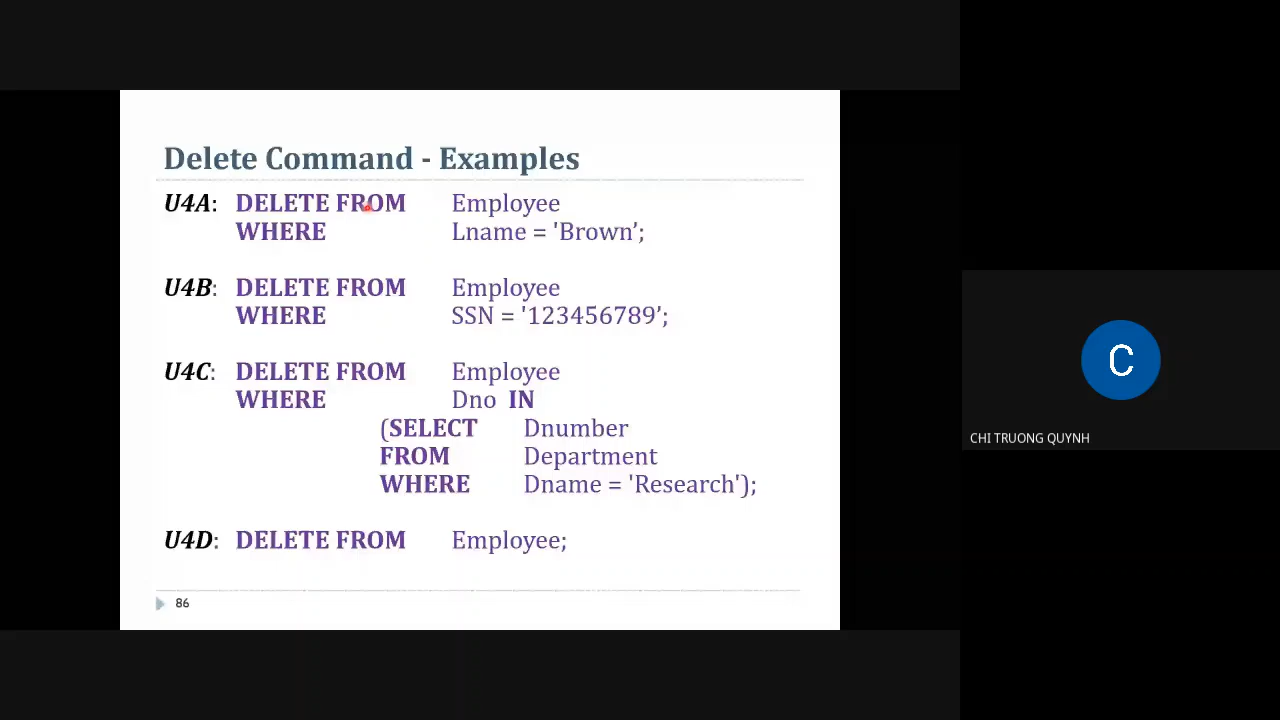 Delete Command - Examples
U4A: DELETE FROM Employee
WHERE Lname = 'Brown’;
U4B: DELETE FROM Employee
WHERE SSN = '123456789’;
U4C: DELETE FROM Employee
WHERE Dno IN
(SELECT Dnumber
FROM Department
WHERE Dname = 'Research');
U4D: DELETE FROM Employee;
86
C
CHI TRUONG QUYNH